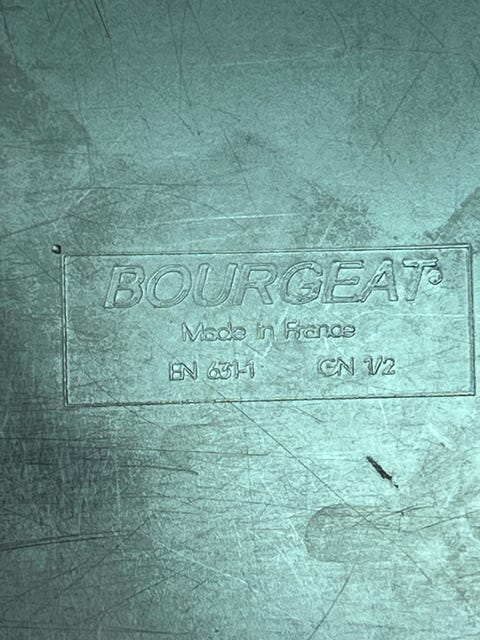 BOURGEAT
Made in France
EN 631-1 GN 1/2